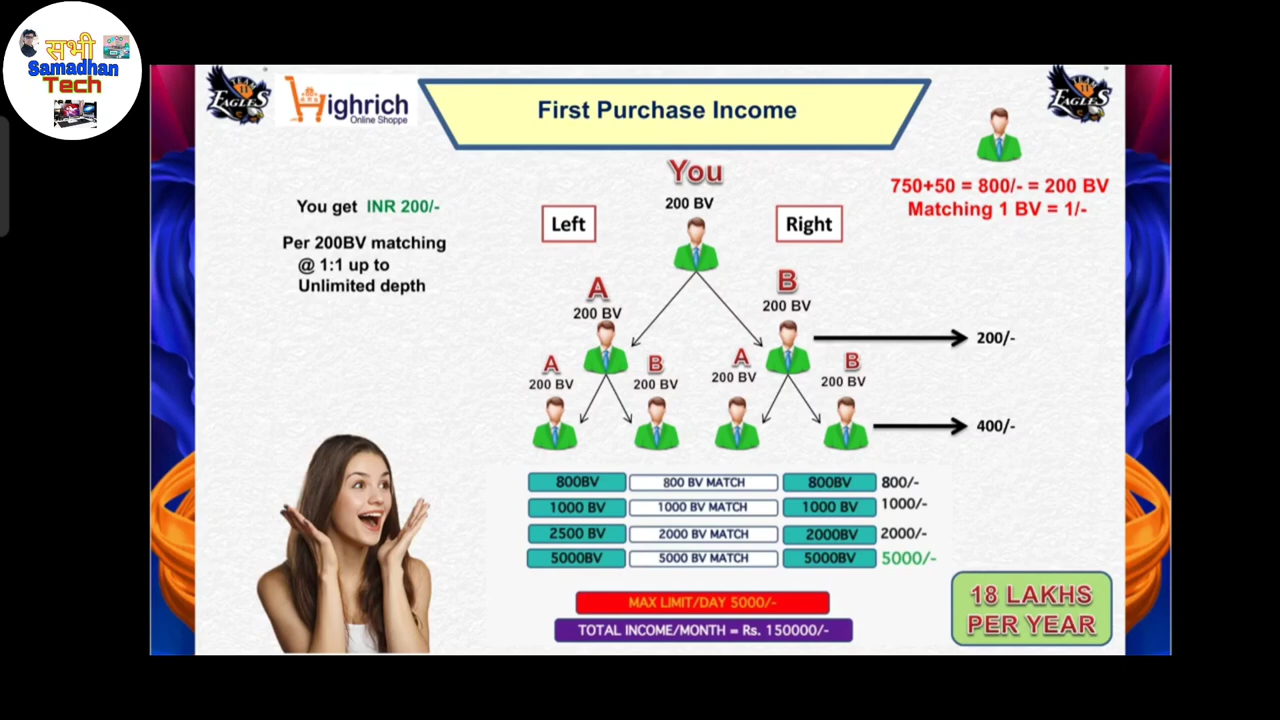 सभी
Samadhan
Tech
TEAM
EAGLES
Highrich
Online Shoppe
First Purchase Income
TEAM
EAGLES
750+50 = 800/- = 200 BV
Matching 1 BV = 1/-
You get INR 200/-
Per 200BV matching
@ 1:1 up to
Unlimited depth
You
200 BV
Left
Right
A
200 BV
B
200 BV
200/-
A
200 BV
B
200 BV
A
200 BV
B
200 BV
400/-
800BV 800 BV MATCH 800BV 800/-
1000 BV 1000 BV MATCH 1000 BV 1000/-
2500 BV 2000 BV MATCH 2000BV 2000/-
5000BV 5000 BV MATCH 5000BV 5000/-
MAX LIMIT/DAY 5000/-
TOTAL INCOME/MONTH = Rs. 150000/-
18 LAKHS
PER YEAR